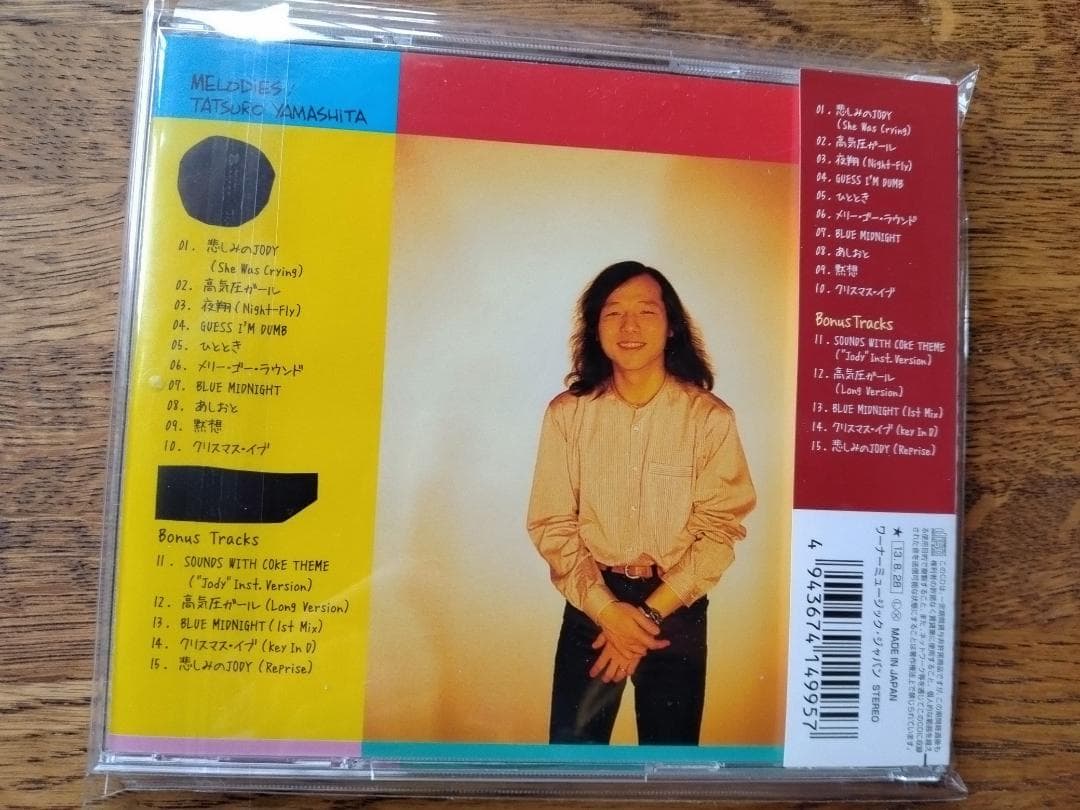 MELODIES /
TATSURO YAMASHITA
01. 悲しみのJODY
(She Was Crying)
02. 高気圧ガール
03. 夜翔 (Night-Fly)
04. GUESS I'M DUMB
05. ひととき
06. メリー・ゴー・ラウンド
07. BLUE MIDNIGHT
08. あしおと
09. 黙想
10. クリスマス・イブ
Bonus Tracks
11. SOUNDS WITH COKE THEME
("Jody" Inst. Version)
12. 高気圧ガール (Long Version)
13. BLUE MIDNIGHT (1st Mix)
14. クリスマス・イブ (key In D)
15. 悲しみのJODY (Reprise)
01. 悲しみのJODY
(She Was Crying)
02. 高気圧ガール
03. 夜翔 (Night-Fly)
04. GUESS I'M DUMB
05. ひととき
06. メリー・ゴー・ラウンド
07. BLUE MIDNIGHT
08. あしおと
09. 黙想
10. クリスマス・イブ
Bonus Tracks
11. SOUNDS WITH COKE THEME
("Jody" Inst. Version)
12. 高気圧ガール
(Long Version)
13. BLUE MIDNIGHT (1st Mix)
14. クリスマス・イブ (key In D)
15. 悲しみのJODY (Reprise)
★ 13.8.28 MADE IN JAPAN
ワーナーミュージック・ジャパン STEREO
4 943674 149957